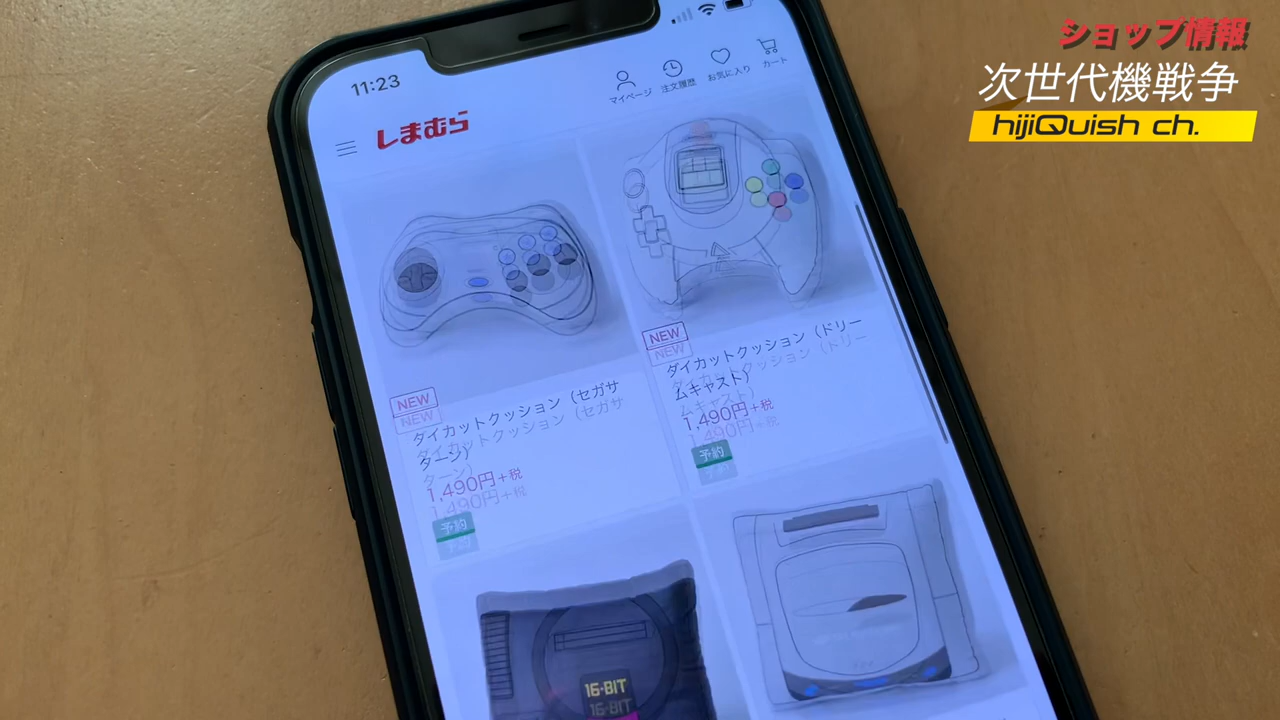 ショップ情報
次世代機戦争
hijiQuish ch.
11:23
マイページ
注文履歴
お気に入り
カート
しまむら
NEW
ダイカットクッション（セガサ
ターン）
1,490円+税
予約
NEW
ダイカットクッション（ドリー
ムキャスト）
1,490円+税
予約
16-BIT